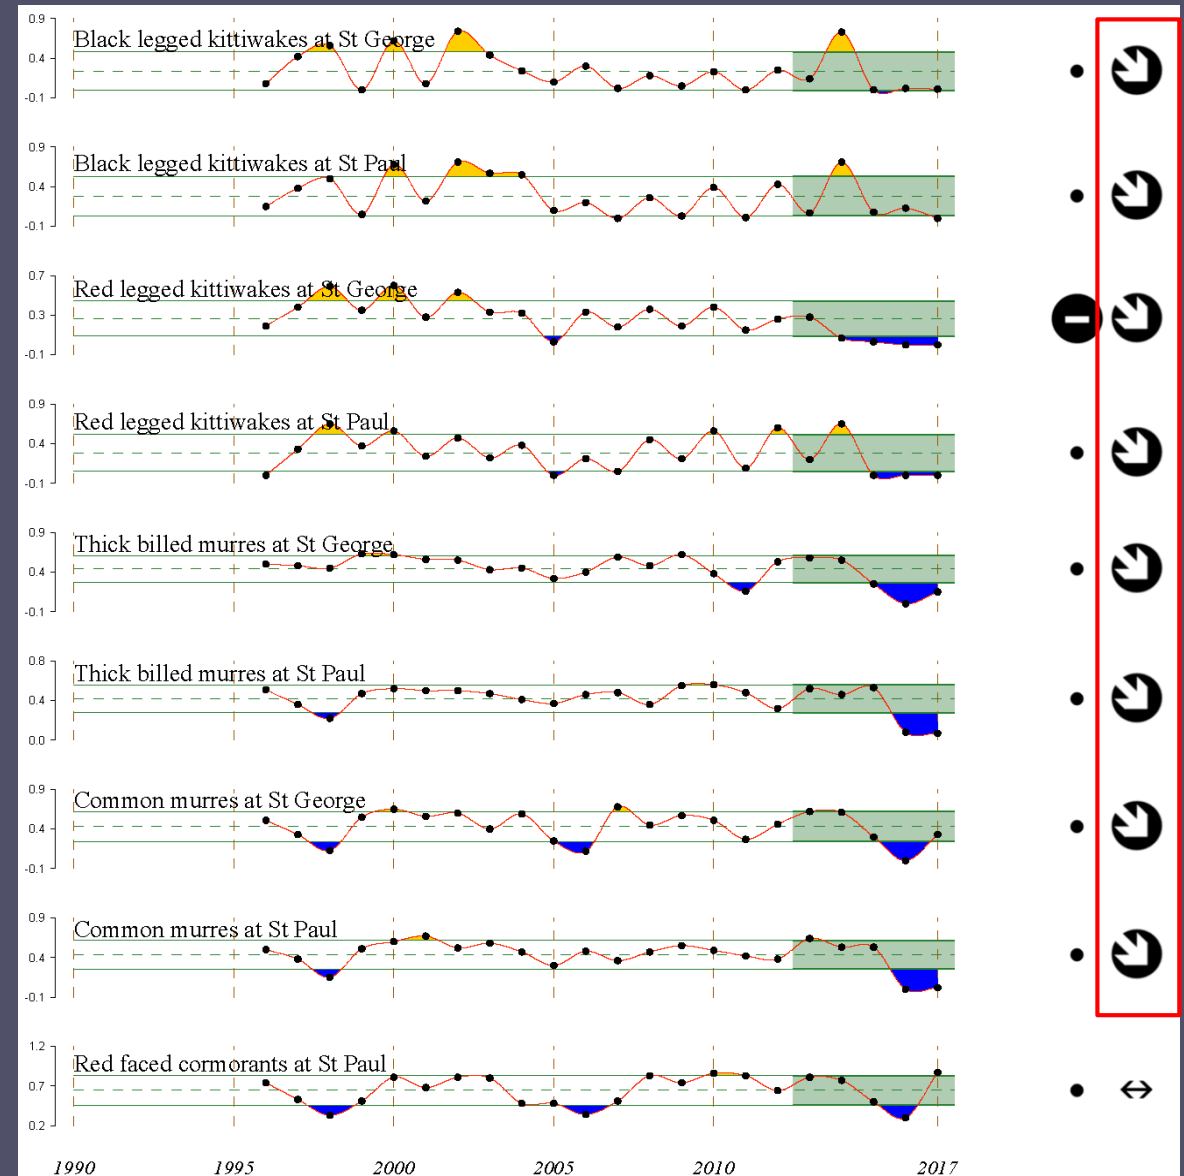 0.9
Black legged kittiwakes at St George
0.4
-0.1
0.9
Black legged kittiwakes at St Paul
0.4
-0.1
0.7
Red legged kittiwakes at St George
0.3
-0.1
0.9
Red legged kittiwakes at St Paul
0.4
-0.1
0.9
Thick billed murres at St George
0.4
-0.1
0.8
Thick billed murres at St Paul
0.4
0.0
0.9
Common murres at St George
0.4
-0.1
0.9
Common murres at St Paul
0.4
-0.1
1.2
Red faced cormorants at St Paul
0.7
0.2
1990 1995 2000 2005 2010 2017